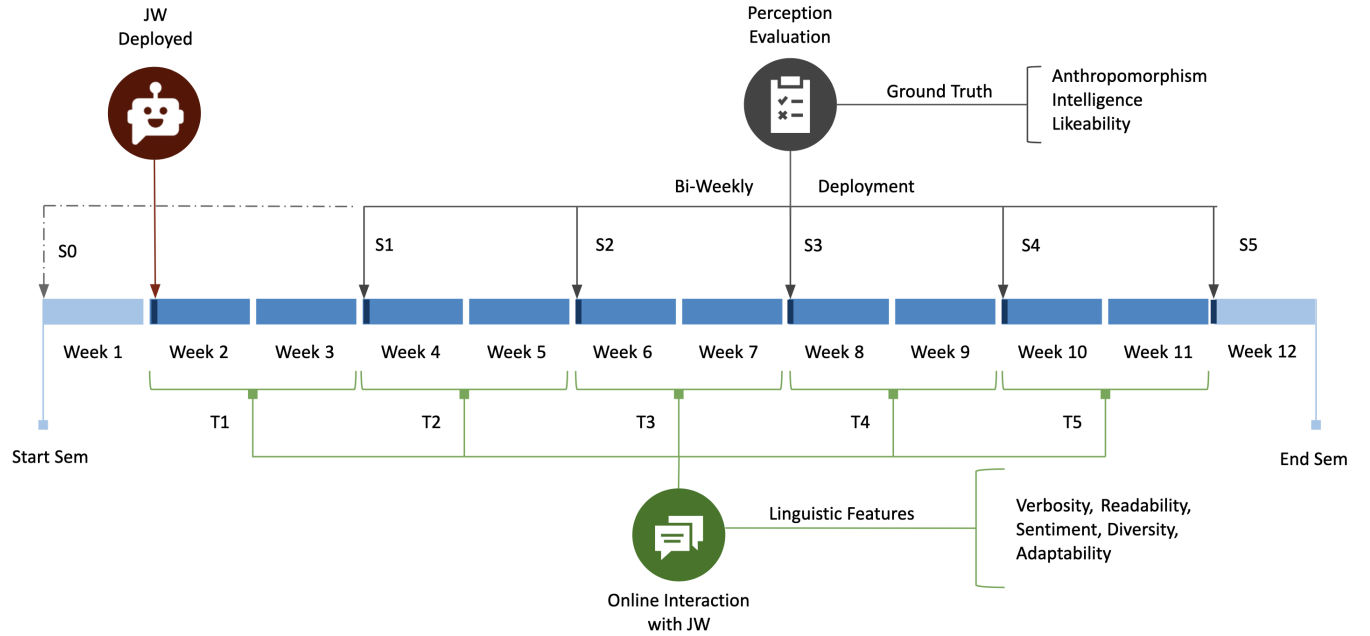 JW
Deployed
Perception
Evaluation
Ground Truth
Anthropomorphism
Intelligence
Likeability
Bi-Weekly Deployment
S0
S1
S2
S3
S4
S5
Week 1
Week 2
Week 3
Week 4
Week 5
Week 6
Week 7
Week 8
Week 9
Week 10
Week 11
Week 12
T1
T2
T3
T4
T5
Start Sem
End Sem
Linguistic Features
Verbosity, Readability,
Sentiment, Diversity,
Adaptability
Online Interaction
with JW